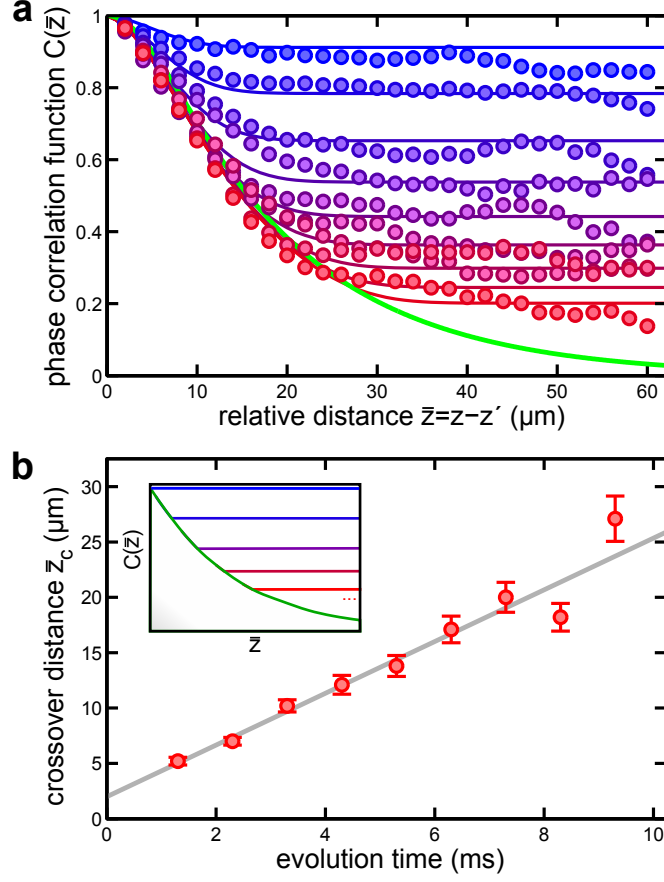 a
phase correlation function C(z̄)
1
0.8
0.6
0.4
0.2
0
0 10 20 30 40 50 60
relative distance z̄=z−z´ (μm)
b
crossover distance z̄_c (μm)
30
25
20
15
10
5
0
C(z̄)
z̄
...
0 2 4 6 8 10
evolution time (ms)